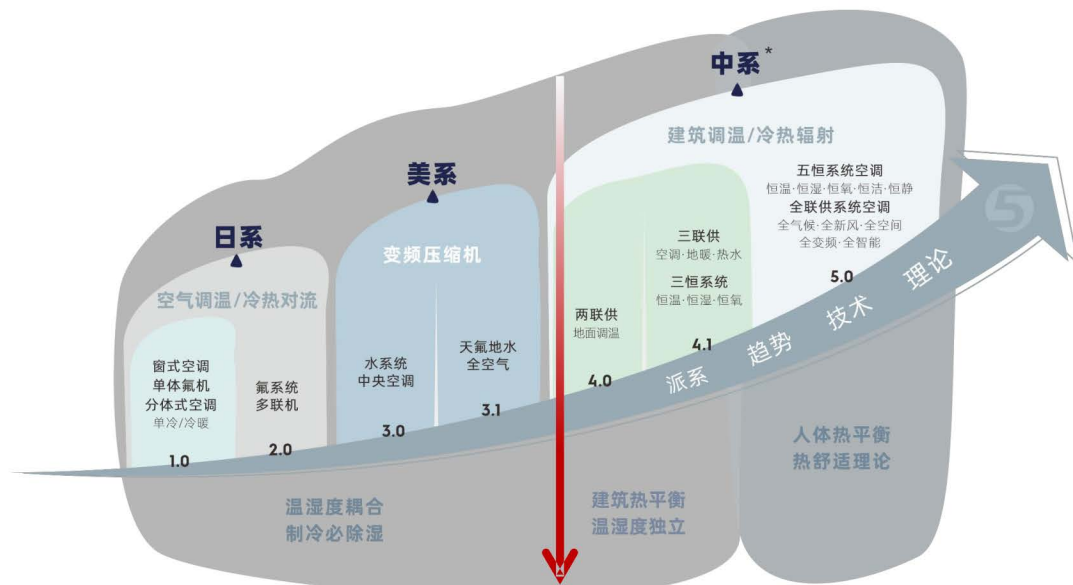 日系
空气调温/冷热对流
窗式空调
单体氟机
分体式空调
单冷/冷暖
1.0
氟系统
多联机
2.0
美系
变频压缩机
水系统
中央空调
3.0
天氟地水
全空气
3.1
中系*
建筑调温/冷热辐射
两联供
地面调温
4.0
三联供
空调·地暖·热水
三恒系统
恒温·恒湿·恒氧
4.1
五恒系统空调
恒温·恒湿·恒氧·恒洁·恒静
全联供系统空调
全气候·全新风·全空间
全变频·全智能
5.0
派系 趋势 技术 理论
5
温湿度耦合
制冷必除湿
建筑热平衡
温湿度独立
人体热平衡
热舒适理论